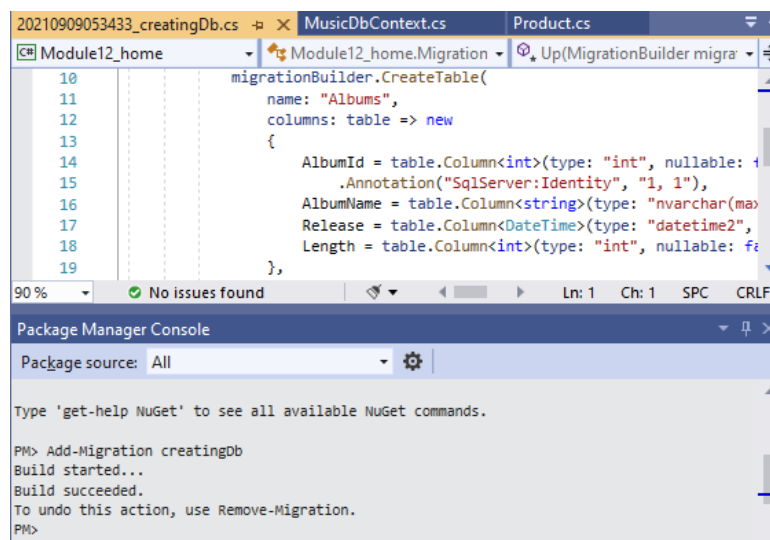 20210909053433_creatingDb.cs MusicDbContext.cs Product.cs
C# Module12_home Module12_home.Migration Up(MigrationBuilder migra
10 migrationBuilder.CreateTable(
11 name: "Albums",
12 columns: table => new
13 {
14 AlbumId = table.Column<int>(type: "int", nullable: f
15 .Annotation("SqlServer:Identity", "1, 1"),
16 AlbumName = table.Column<string>(type: "nvarchar(max
17 Release = table.Column<DateTime>(type: "datetime2",
18 Length = table.Column<int>(type: "int", nullable: fa
19 },
90 % No issues found Ln: 1 Ch: 1 SPC CRLF
Package Manager Console
Package source: All
Type 'get-help NuGet' to see all available NuGet commands.
PM> Add-Migration creatingDb
Build started...
Build succeeded.
To undo this action, use Remove-Migration.
PM>